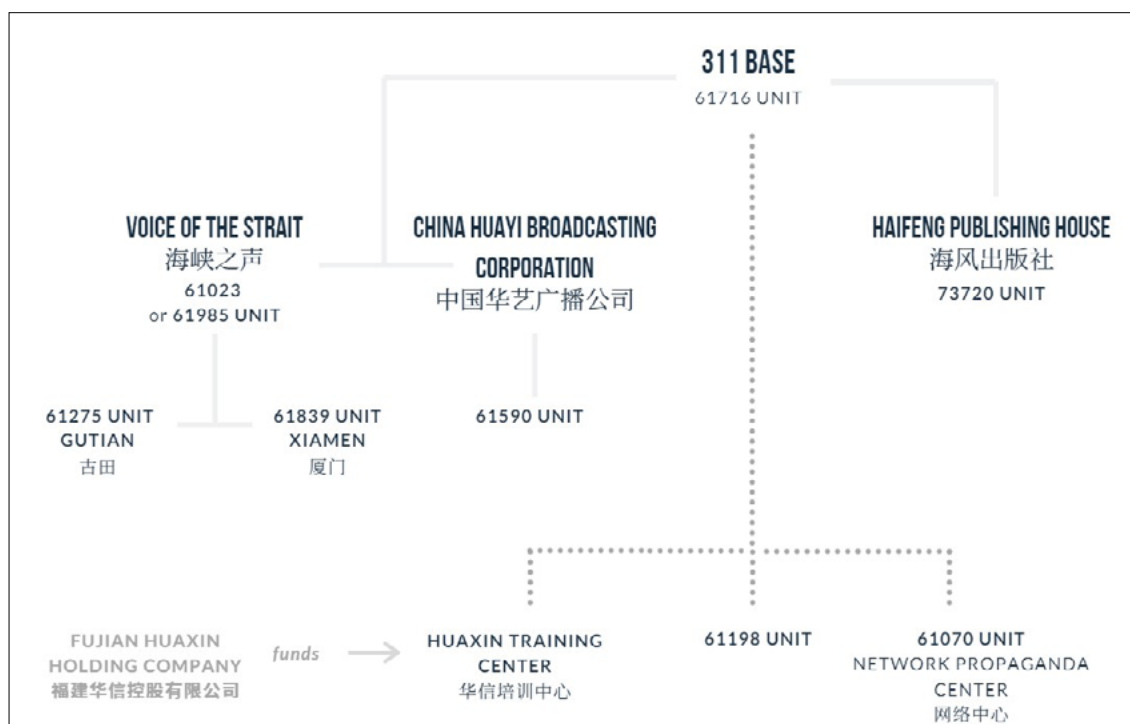 311 BASE
61716 UNIT
VOICE OF THE STRAIT
海峡之声
61023
or 61985 UNIT
CHINA HUAYI BROADCASTING
CORPORATION
中国华艺广播公司
HAIFENG PUBLISHING HOUSE
海风出版社
73720 UNIT
61275 UNIT
GUTIAN
古田
61839 UNIT
XIAMEN
厦门
61590 UNIT
FUJIAN HUAXIN
HOLDING COMPANY
福建华信控股有限公司
funds
HUAXIN TRAINING
CENTER
华信培训中心
61198 UNIT
61070 UNIT
NETWORK PROPAGANDA
CENTER
网络中心